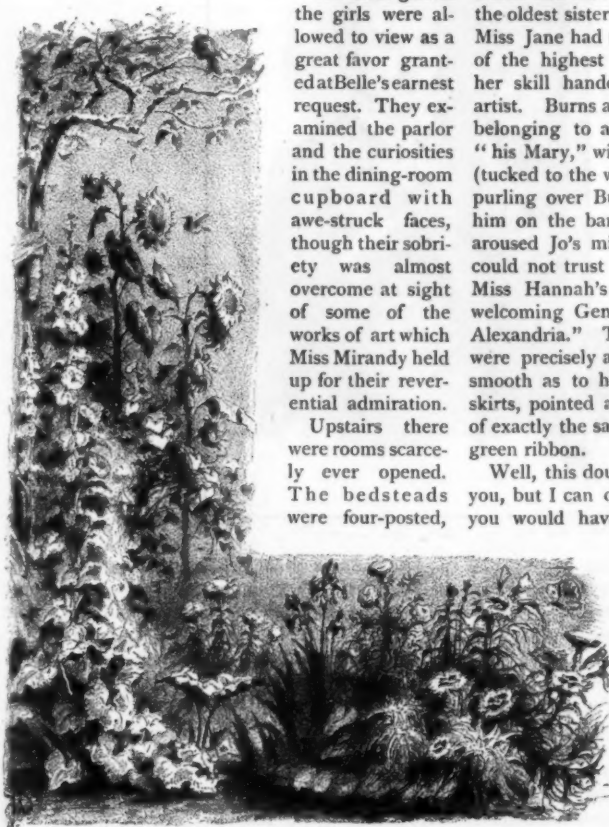 the girls were al-
lowed to view as a
great favor grant-
ed at Belle's earnest
request. They ex-
amined the parlor
and the curiosities
in the dining-room
cupboard with
awe-struck faces,
though their sobri-
ety was almost
overcome at sight
of some of the
works of art which
Miss Mirandy held
up for their rever-
ential admiration.
Upstairs there
were rooms scarce-
ly ever opened.
The bedsteads
were four-posted,
the oldest sister
Miss Jane had
of the highest
her skill hande
artist. Burns a
belonging to a
“his Mary,” wi
(tucked to the w
purling over Bu
him on the bar
aroused Jo's mi
could not trust
Miss Hannah's
welcoming Gen
Alexandria.” T
were precisely a
smooth as to h
skirts, pointed a
of exactly the sa
green ribbon.
Well, this dou
you, but I can
you would hav